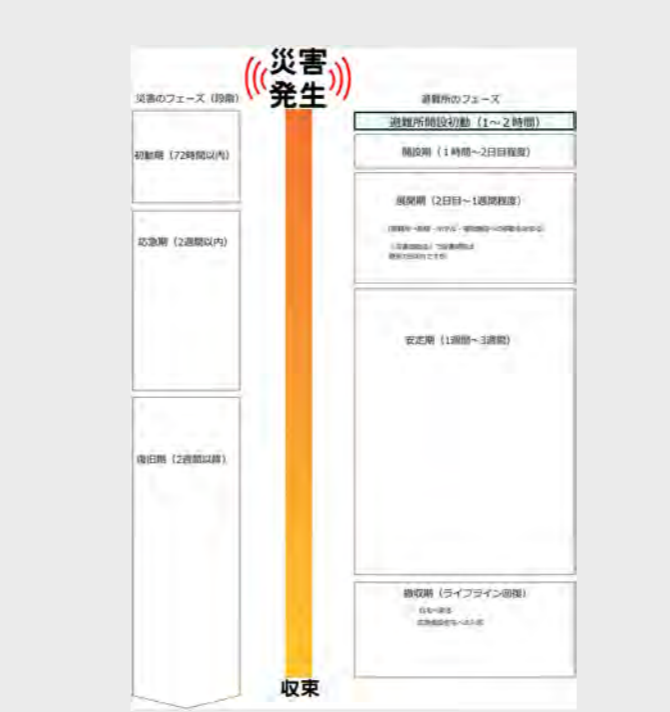 災害
発生
災害のフェーズ（段階）
避難所のフェーズ
初動期（72時間以内）
応急期（2週間以内）
復旧期（2週間以降）
避難所開設初動（1～2時間）
開設期（1時間～2日目程度）
展開期（2日目～1週間程度）
安定期（1週間～3週間）
撤収期（ライフライン回復）
収束